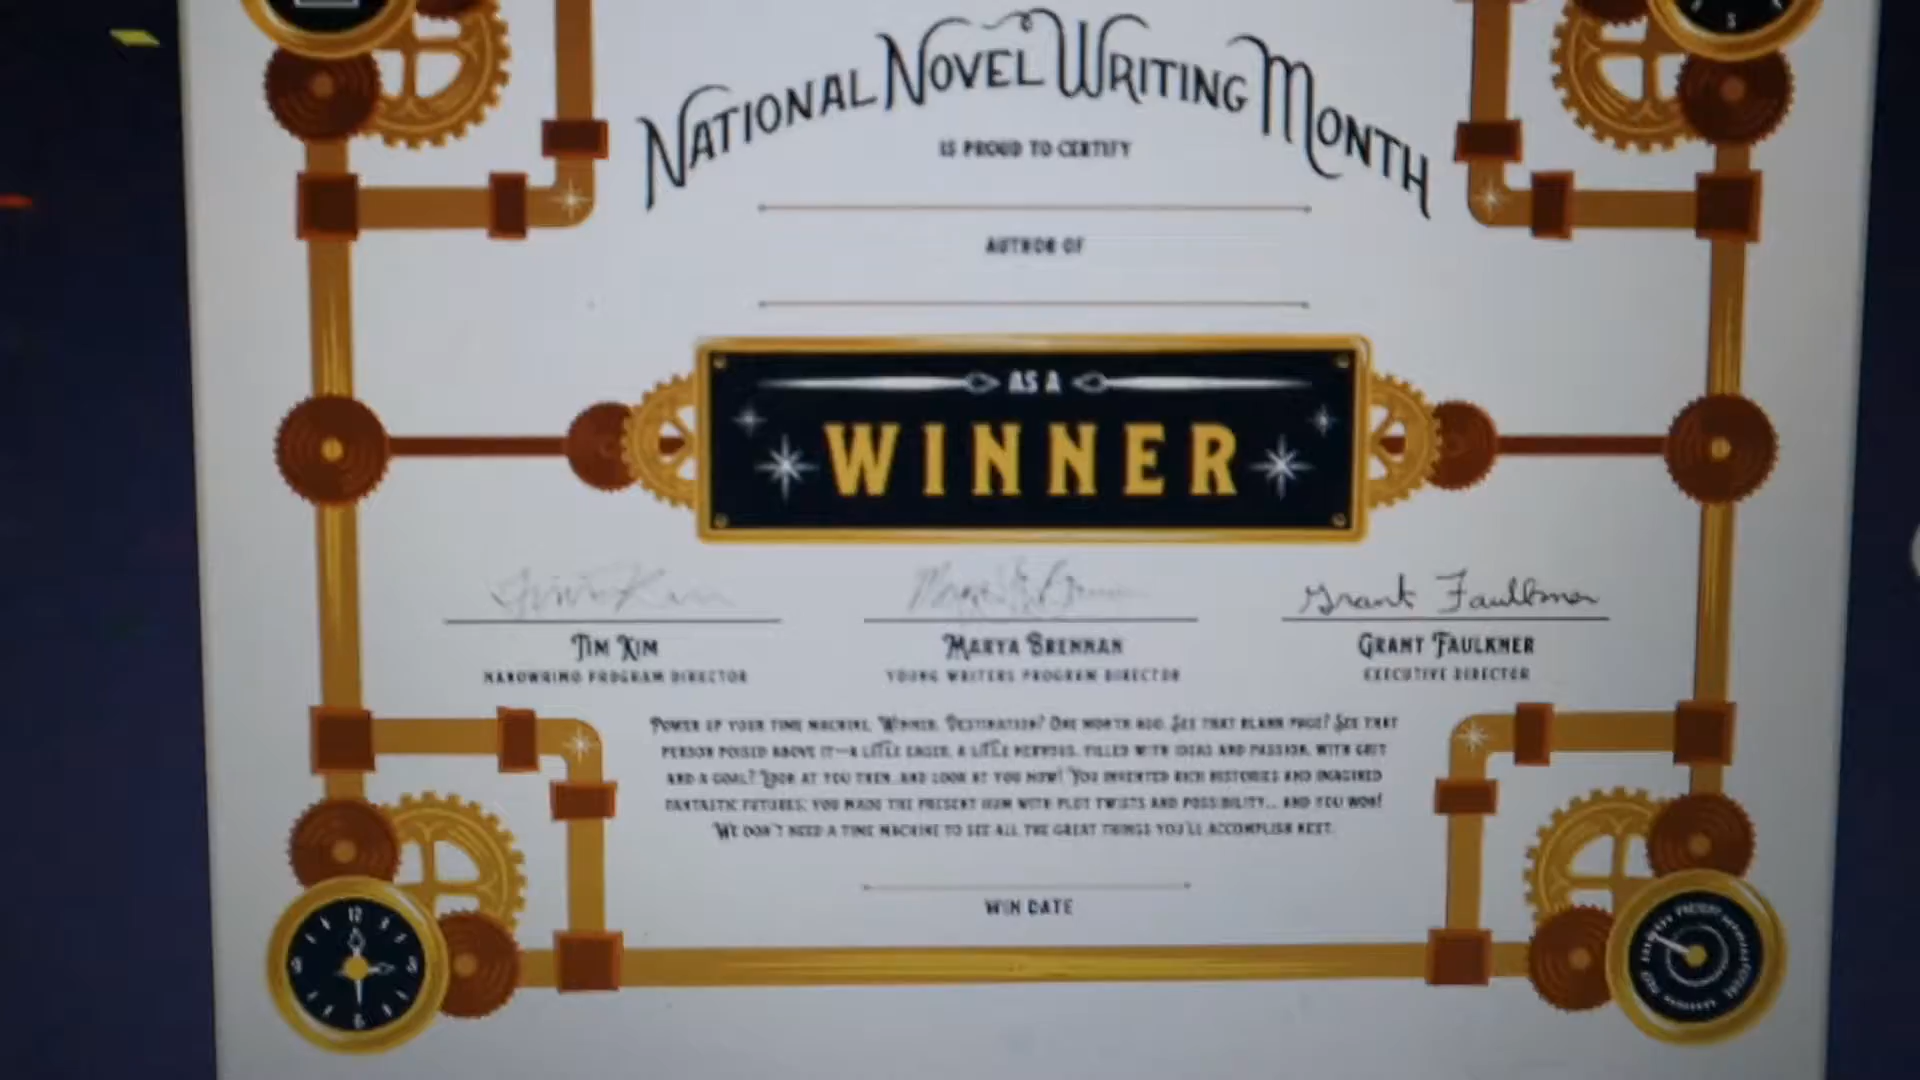 NATIONAL NOVEL WRITING MONTH
IS PROUD TO CERTIFY
AUTHOR OF
AS A
WINNER
Grant Faulkner
TIM KIM
MARYA BRENNAN
GRANT FAULKNER
NANOWRIMO PROGRAM DIRECTOR
YOUNG WRITERS PROGRAM DIRECTOR
EXECUTIVE DIRECTOR
POWER UP YOUR TIME MACHINE, WINNER. DESTINATION? ONE MONTH AGO. SEE THAT BLANK PAGE? SEE THAT
PERSON POISED ABOVE IT—A LITTLE EAGER, A LITTLE NERVOUS, FILLED WITH IDEAS AND PASSION, WITH GRIT
AND A GOAL? LOOK AT YOU THEN, AND LOOK AT YOU NOW! YOU INVENTED RICH HISTORIES AND IMAGINED
FANTASTIC FUTURES; YOU MADE THE PRESENT HUM WITH PLOT TWISTS AND POSSIBILITY... AND YOU WON!
WE DON'T NEED A TIME MACHINE TO SEE ALL THE GREAT THINGS YOU'LL ACCOMPLISH NEXT.
WIN DATE
12
3
9